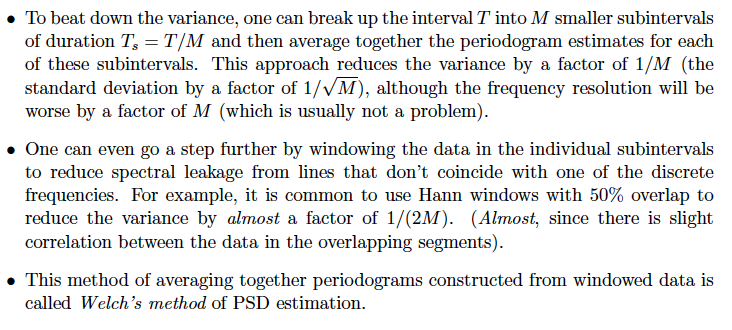 • To beat down the variance, one can break up the interval T into M smaller subintervals
of duration Tₛ = T/M and then average together the periodogram estimates for each
of these subintervals. This approach reduces the variance by a factor of 1/M (the
standard deviation by a factor of 1/√M), although the frequency resolution will be
worse by a factor of M (which is usually not a problem).
• One can even go a step further by windowing the data in the individual subintervals
to reduce spectral leakage from lines that don't coincide with one of the discrete
frequencies. For example, it is common to use Hann windows with 50% overlap to
reduce the variance by almost a factor of 1/(2M). (Almost, since there is slight
correlation between the data in the overlapping segments).
• This method of averaging together periodograms constructed from windowed data is
called Welch's method of PSD estimation.